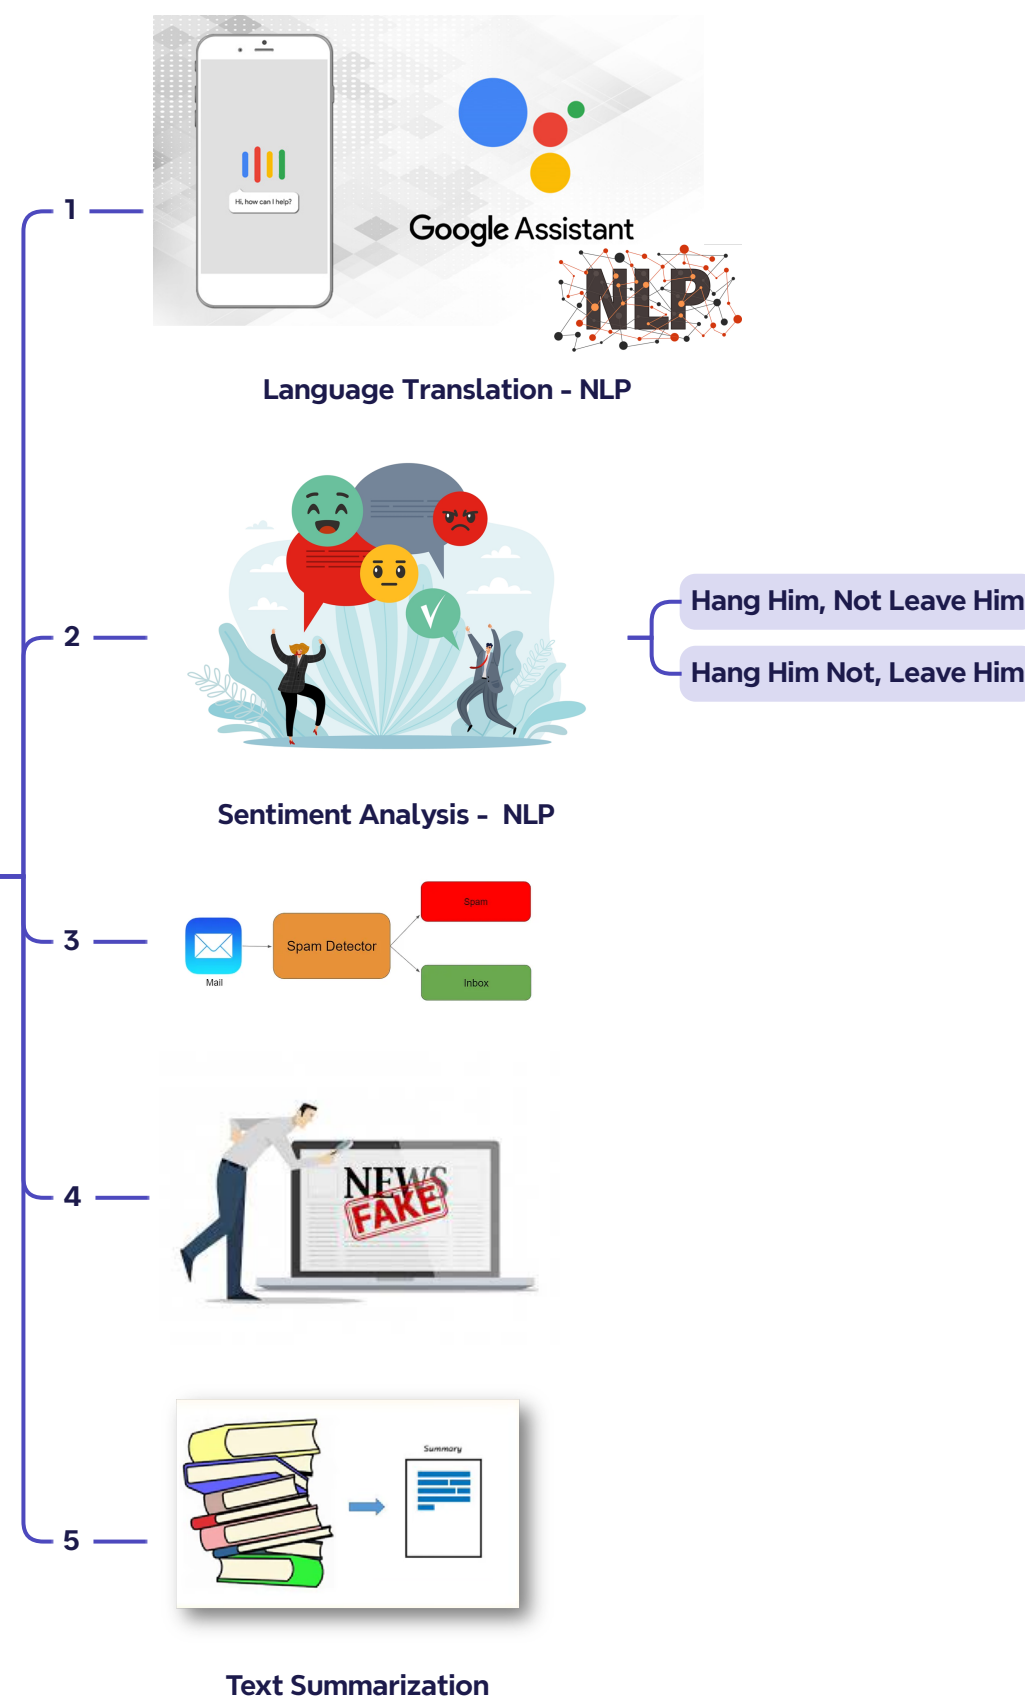 1
Hi, how can I help?
Google Assistant
NLP
Language Translation - NLP
2
Hang Him, Not Leave Him
Hang Him Not, Leave Him
Sentiment Analysis - NLP
3
Mail
Spam Detector
Spam
Inbox
4
NEWS
FAKE
5
Summary
Text Summarization